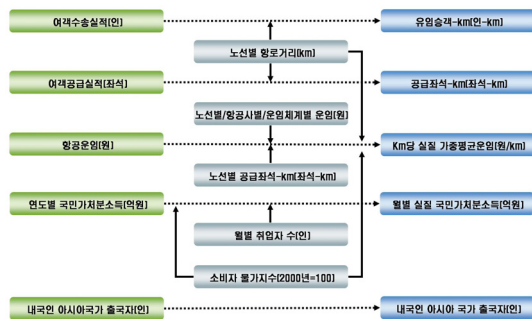 여객수송실적[인]
유임승객-km[인-km]
노선별 항로거리[km]
여객공급실적[좌석]
공급좌석-km[좌석-km]
노선별/항공사별/운임체계별 운임[원]
항공운임[원]
Km당 실질 가중평균운임[원/km]
노선별 공급좌석-km[좌석-km]
연도별 국민가처분소득[억원]
월별 실질 국민가처분소득[억원]
월별 취업자 수[인]
소비자 물가지수[2000년=100]
내국인 아시아국가 출국자[인]
내국인 아시아 국가 출국자[인]